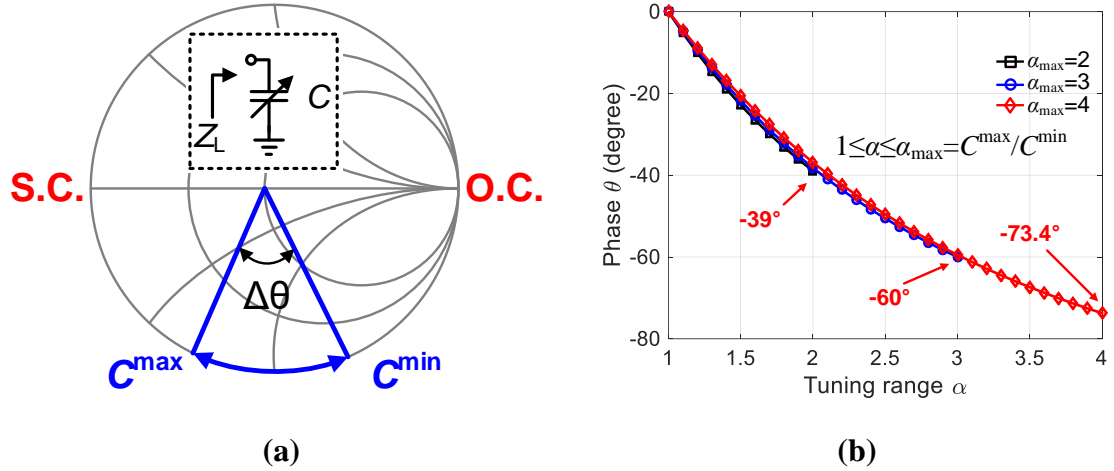 C
Z_L
S.C.
O.C.
Δθ
C^max
C^min
(a)
0
-20
-40
-60
-80
Phase θ (degree)
α_max=2
α_max=3
α_max=4
1≤α≤α_max=C^max/C^min
-39°
-73.4°
-60°
1
1.5
2
2.5
3
3.5
4
Tuning range α
(b)